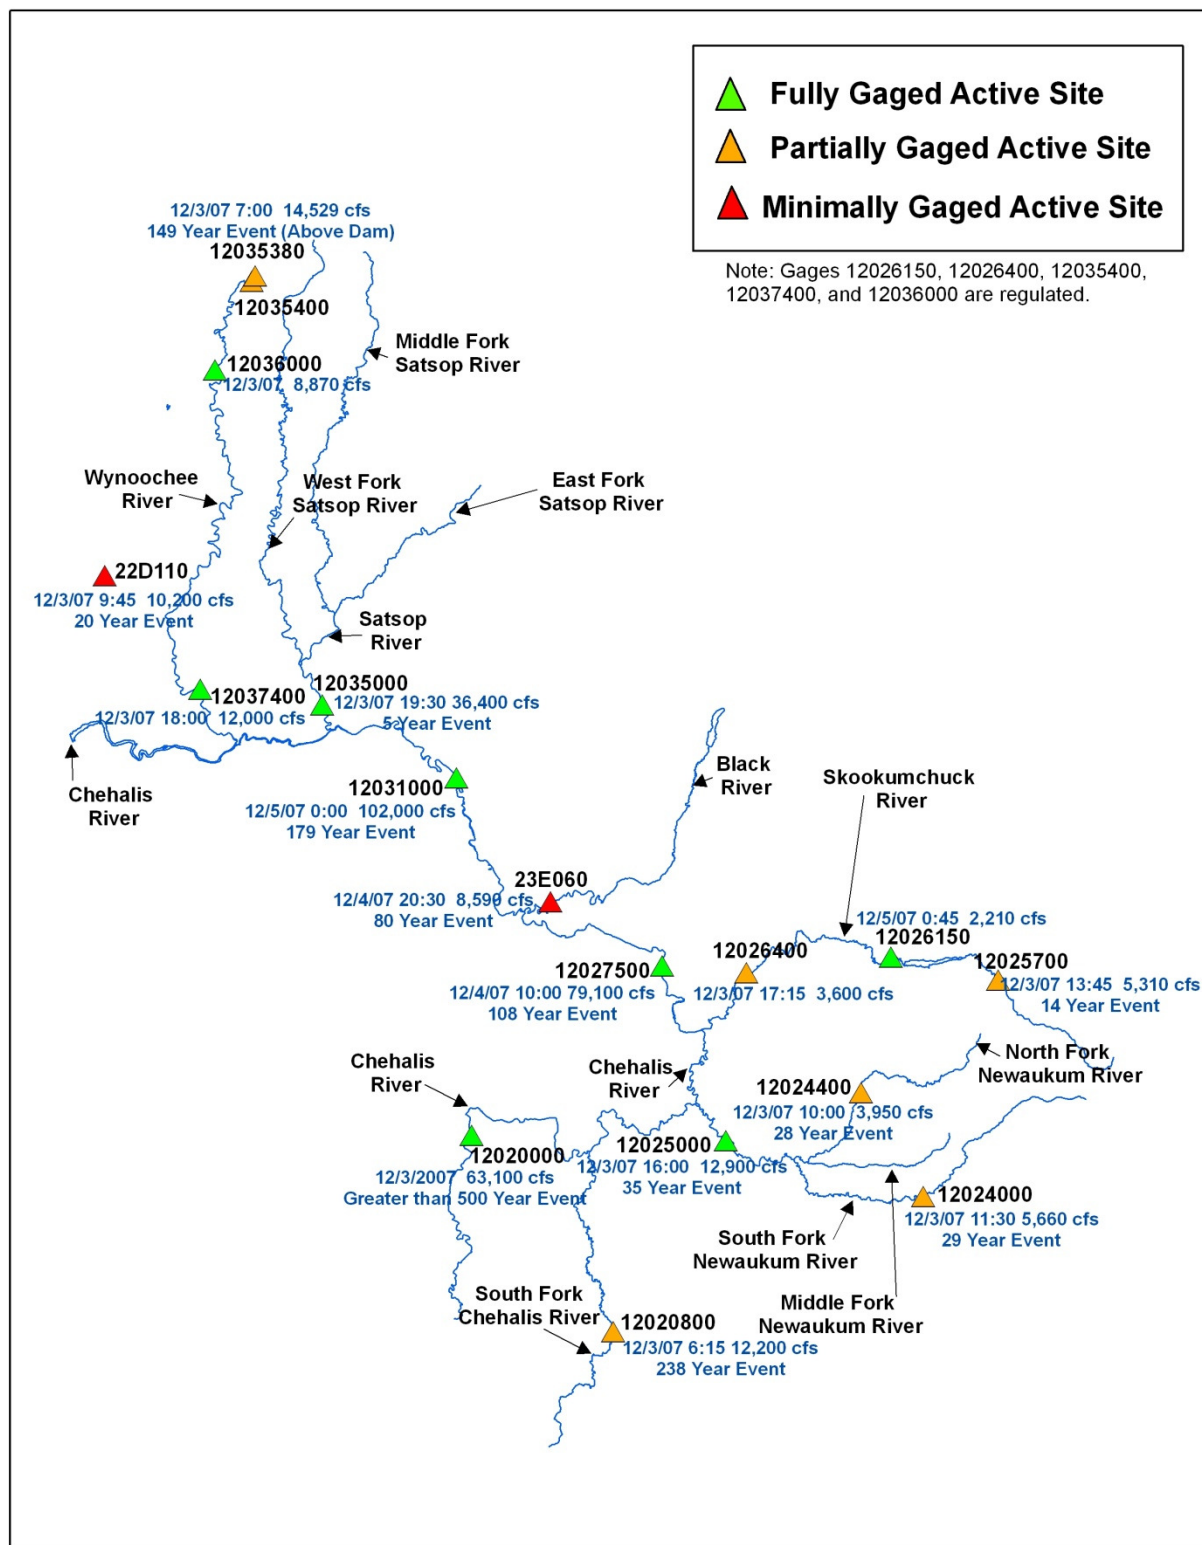 Fully Gaged Active Site
Partially Gaged Active Site
Minimally Gaged Active Site
Note: Gages 12026150, 12026400, 12035400,
12037400, and 12036000 are regulated.
12/3/07 7:00 14,529 cfs
149 Year Event (Above Dam)
12035380
12035400
Middle Fork
Satsop River
12036000
12/3/07 8,870 cfs
Wynoochee
River
West Fork
Satsop River
East Fork
Satsop River
22D110
12/3/07 9:45 10,200 cfs
20 Year Event
Satsop
River
12037400
12/3/07 18:00 12,000 cfs
12035000
12/3/07 19:30 36,400 cfs
5 Year Event
Chehalis
River
12031000
12/5/07 0:00 102,000 cfs
179 Year Event
Black
River
Skookumchuck
River
23E060
12/4/07 20:30 8,590 cfs
80 Year Event
12/5/07 0:45 2,210 cfs
12026150
12027500
12/4/07 10:00 79,100 cfs
108 Year Event
12026400
12/3/07 17:15 3,600 cfs
12025700
12/3/07 13:45 5,310 cfs
14 Year Event
Chehalis
River
Chehalis
River
North Fork
Newaukum River
12024400
12/3/07 10:00 3,950 cfs
28 Year Event
12020000
12/3/2007 63,100 cfs
Greater than 500 Year Event
12025000
12/3/07 16:00 12,900 cfs
35 Year Event
12024000
12/3/07 11:30 5,660 cfs
29 Year Event
South Fork
Newaukum River
Middle Fork
Newaukum River
South Fork
Chehalis River
12020800
12/3/07 6:15 12,200 cfs
238 Year Event